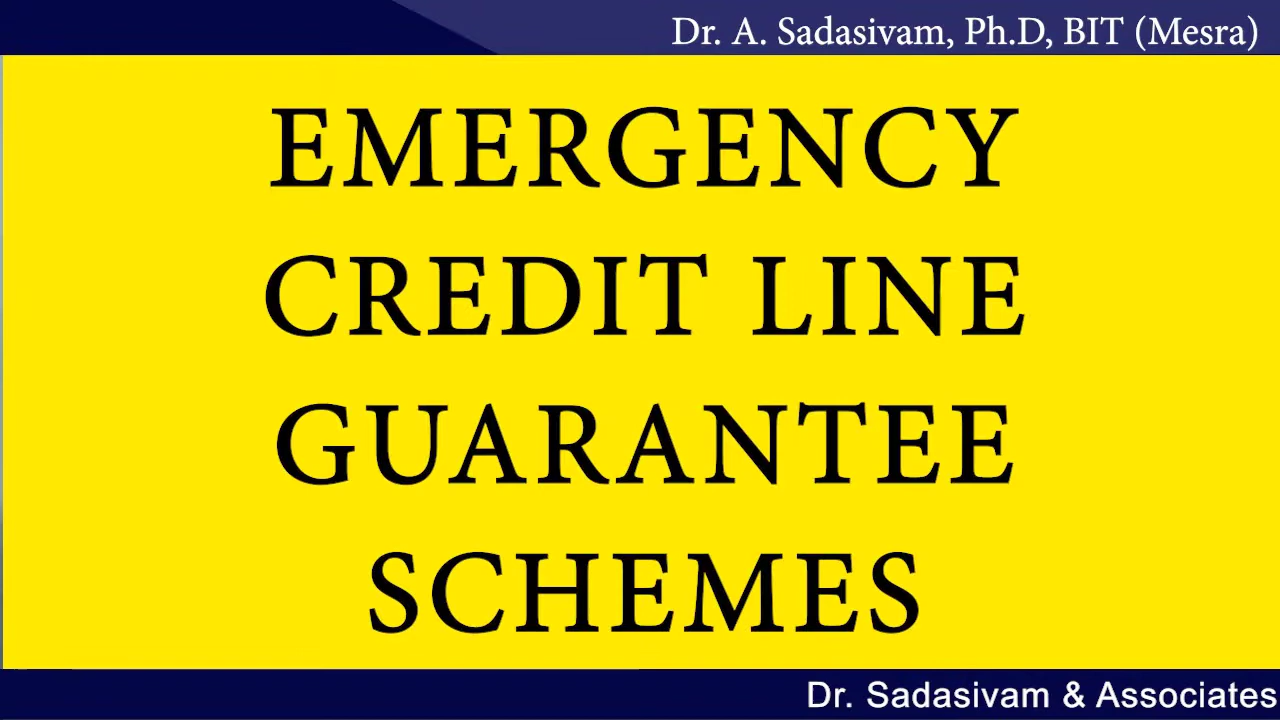 Dr. A. Sadasivam, Ph.D, BIT (Mesra)
EMERGENCY
CREDIT LINE
GUARANTEE
SCHEMES
Dr. Sadasivam & Associates